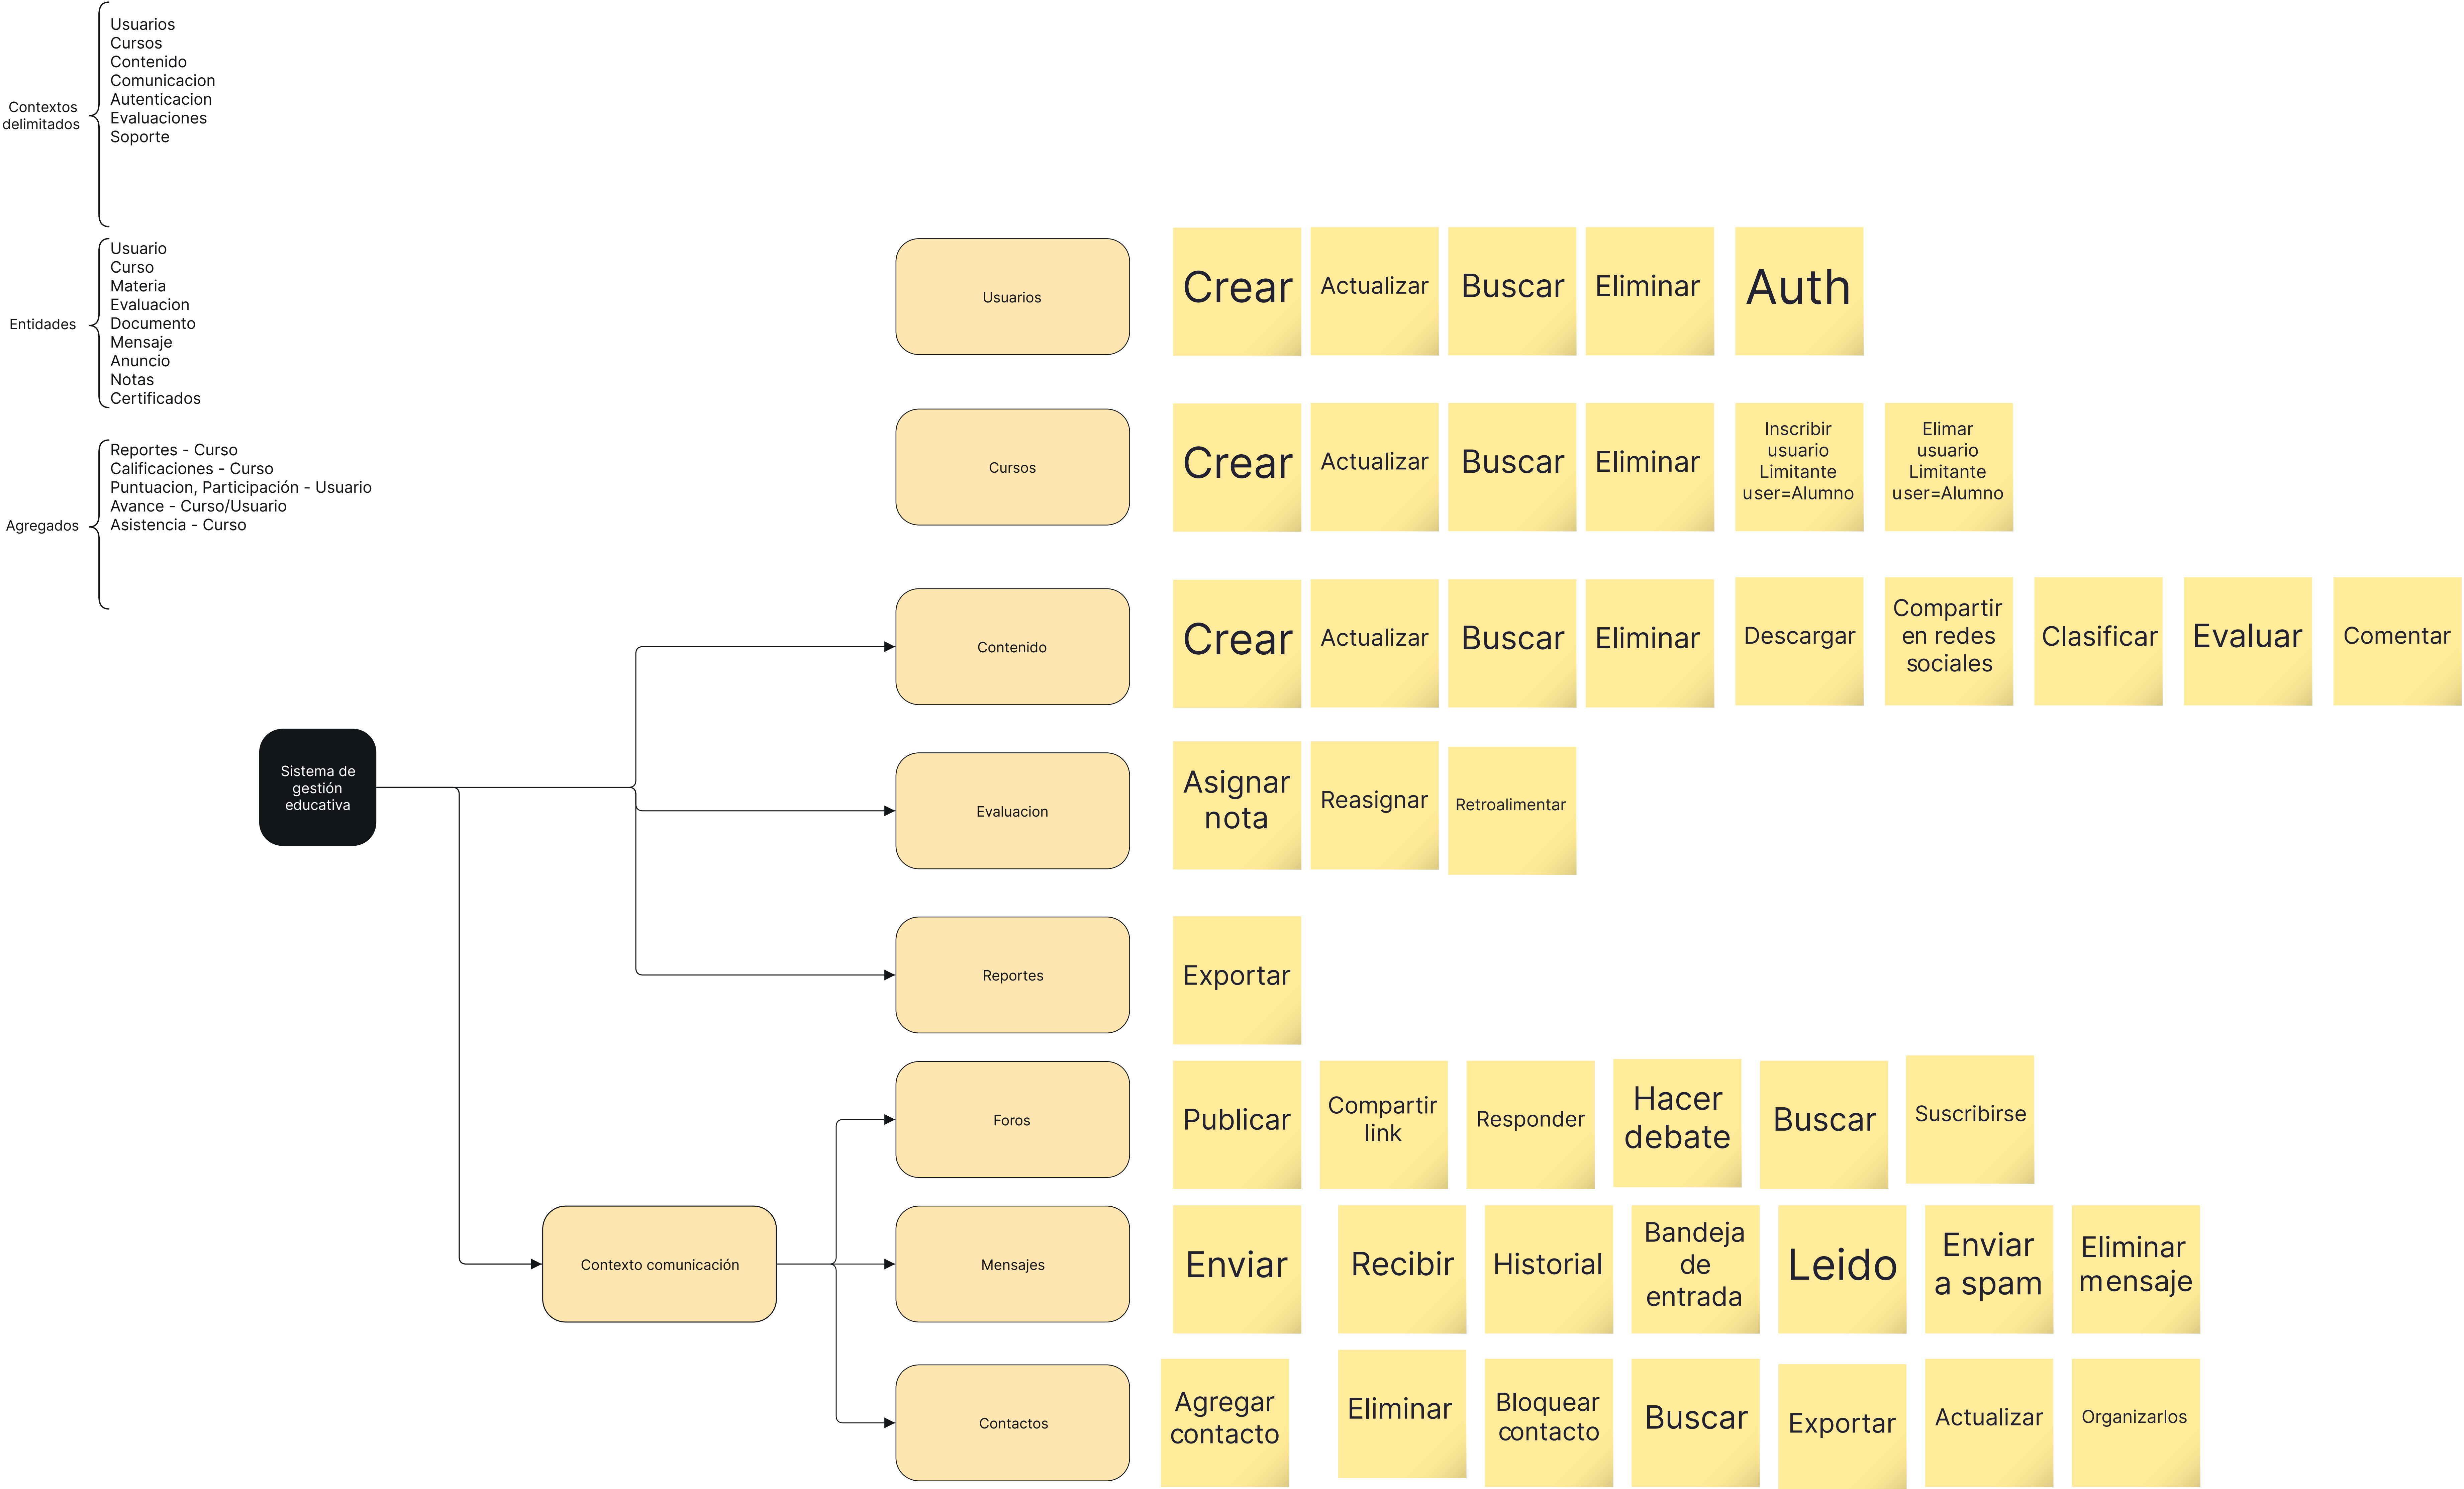 Usuarios
Cursos
Contenido
Comunicacion
Autenticacion
Evaluaciones
Soporte
Contextos
delimitados
Usuario
Curso
Materia
Evaluacion
Documento
Mensaje
Anuncio
Notas
Certificados
Entidades
Reportes - Curso
Calificaciones - Curso
Puntuacion, Participación - Usuario
Avance - Curso/Usuario
Asistencia - Curso
Agregados
Usuarios
Crear
Actualizar
Buscar
Eliminar
Auth
Cursos
Crear
Actualizar
Buscar
Eliminar
Inscribir
usuario
Limitante
user=Alumno
Elimar
usuario
Limitante
user=Alumno
Contenido
Crear
Actualizar
Buscar
Eliminar
Descargar
Compartir
en redes
sociales
Clasificar
Evaluar
Comentar
Sistema de
gestión
educativa
Evaluacion
Asignar
nota
Reasignar
Retroalimentar
Reportes
Exportar
Foros
Publicar
Compartir
link
Responder
Hacer
debate
Buscar
Suscribirse
Contexto comunicación
Mensajes
Enviar
Recibir
Historial
Bandeja
de
entrada
Leido
Enviar
a spam
Eliminar
mensaje
Contactos
Agregar
contacto
Eliminar
Bloquear
contacto
Buscar
Exportar
Actualizar
Organizarlos